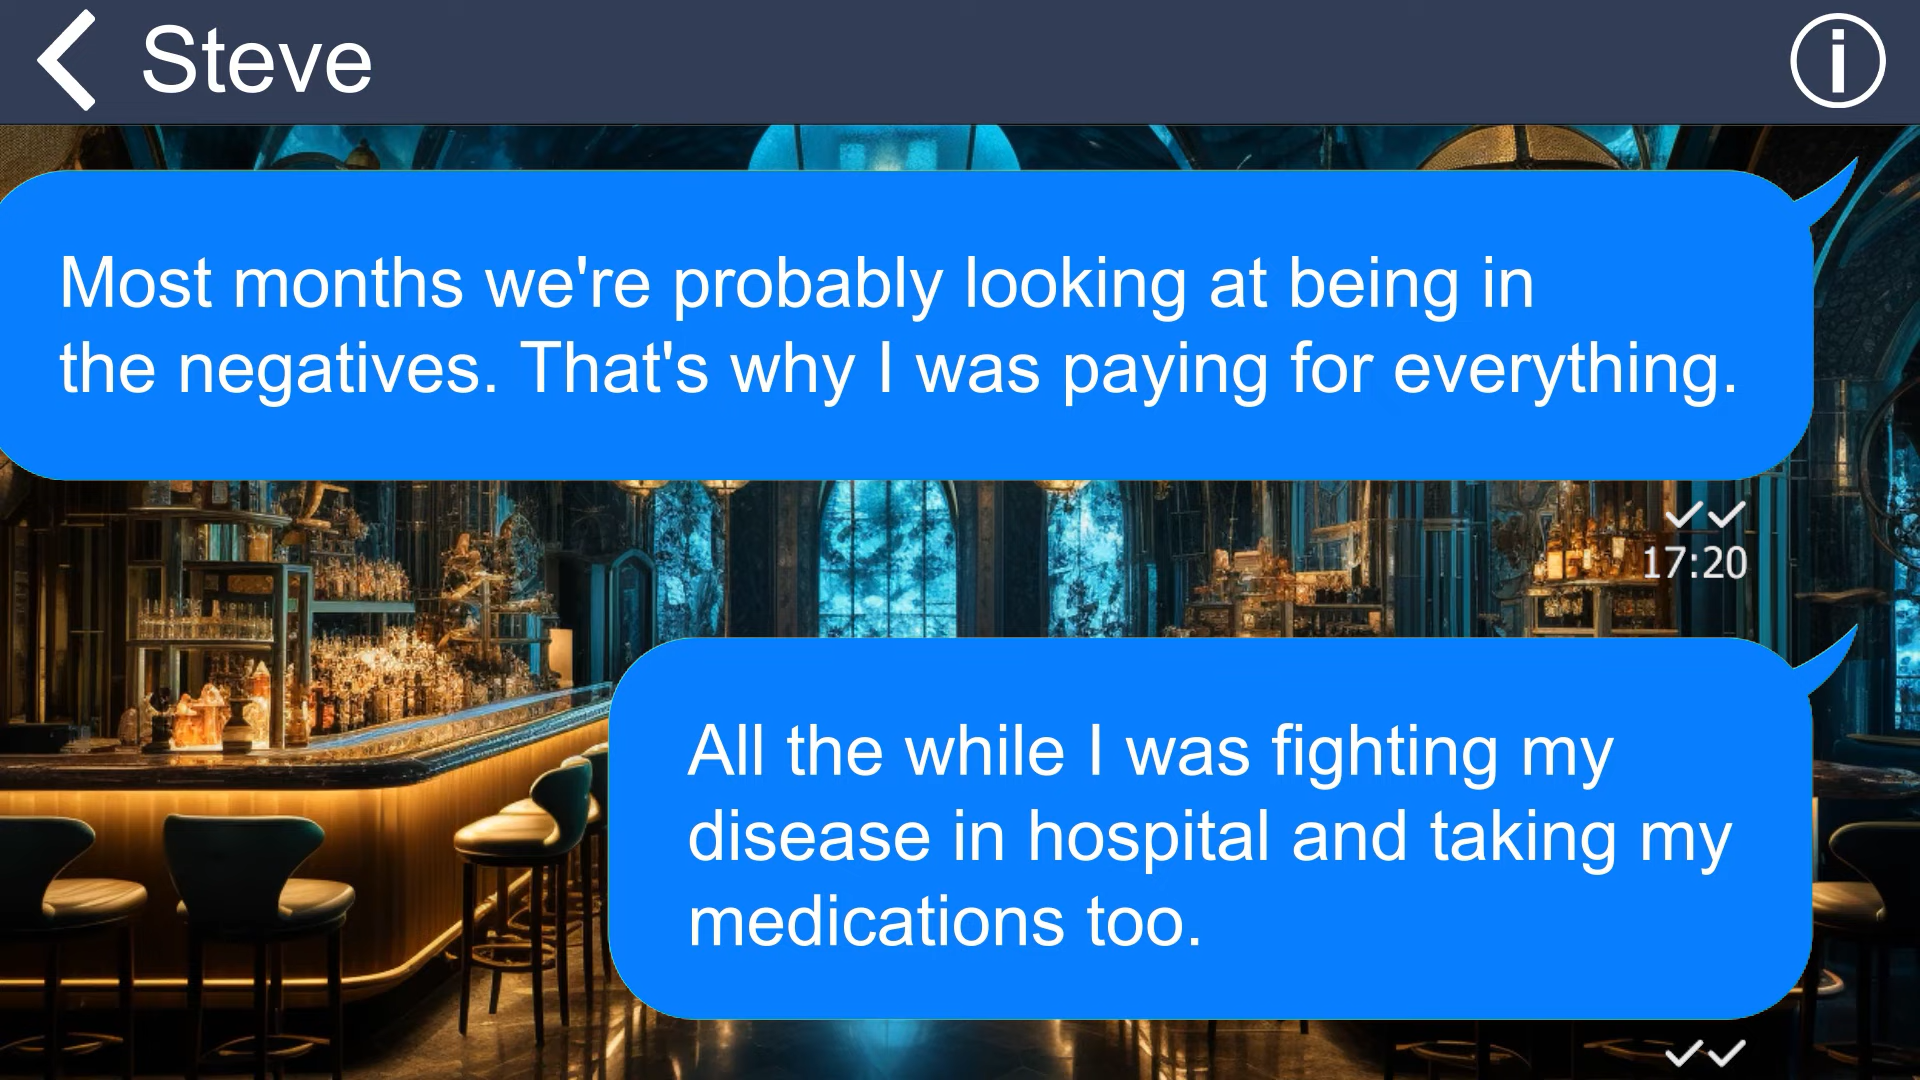 Steve
Most months we're probably looking at being in
the negatives. That's why I was paying for everything.
17:20
All the while I was fighting my
disease in hospital and taking my
medications too.